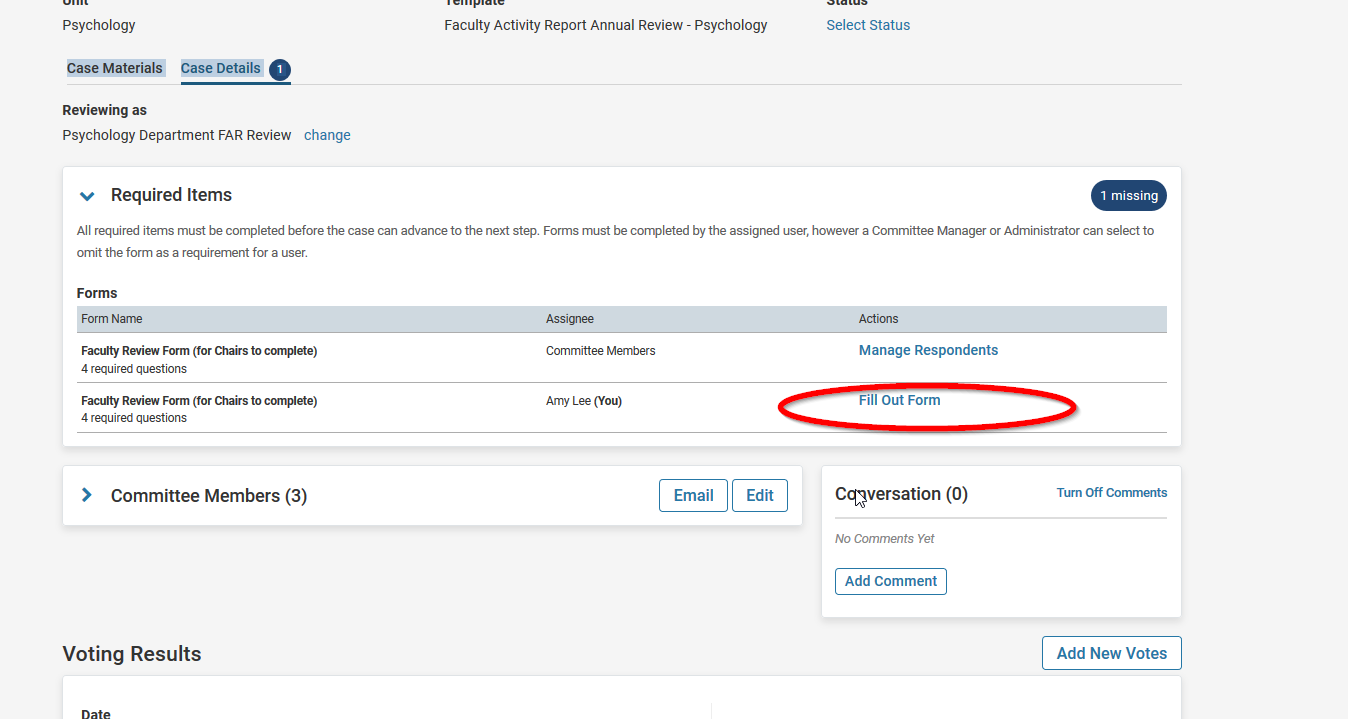 Unit Template Status
Psychology Faculty Activity Report Annual Review - Psychology Select Status
Case Materials Case Details 1
Reviewing as
Psychology Department FAR Review change
Required Items 1 missing
All required items must be completed before the case can advance to the next step. Forms must be completed by the assigned user, however a Committee Manager or Administrator can select to
omit the form as a requirement for a user.
Forms
Form Name Assignee Actions
Faculty Review Form (for Chairs to complete) Committee Members Manage Respondents
4 required questions
Faculty Review Form (for Chairs to complete) Amy Lee (You) Fill Out Form
4 required questions
Committee Members (3) Email Edit
Conversation (0) Turn Off Comments
No Comments Yet
Add Comment
Voting Results Add New Votes
Date